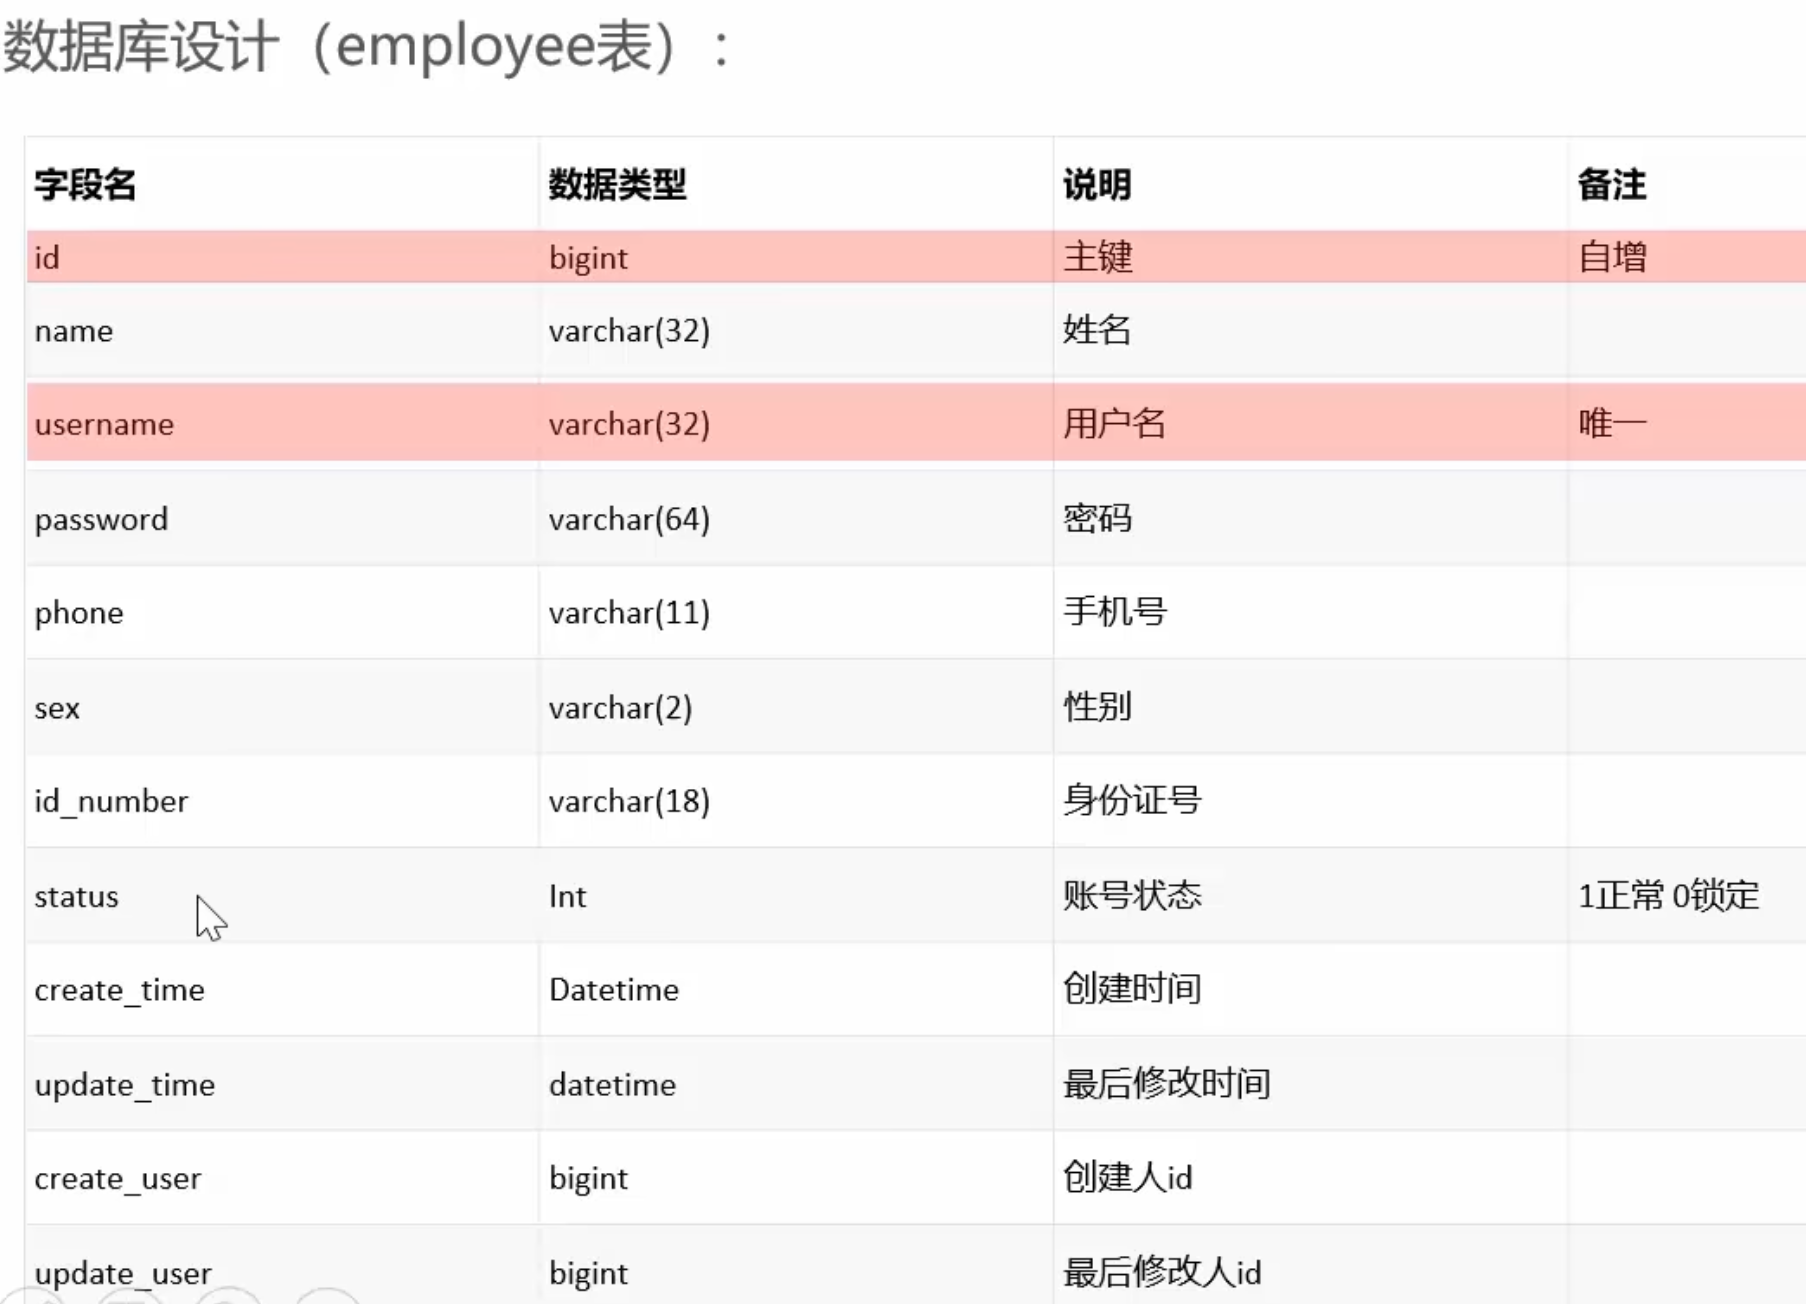 数据库设计（employee表）：
字段名 数据类型 说明 备注
id bigint 主键 自增
name varchar(32) 姓名
username varchar(32) 用户名 唯一
password varchar(64) 密码
phone varchar(11) 手机号
sex varchar(2) 性别
id_number varchar(18) 身份证号
status Int 账号状态 1正常 0锁定
create_time Datetime 创建时间
update_time datetime 最后修改时间
create_user bigint 创建人id
update_user bigint 最后修改人id